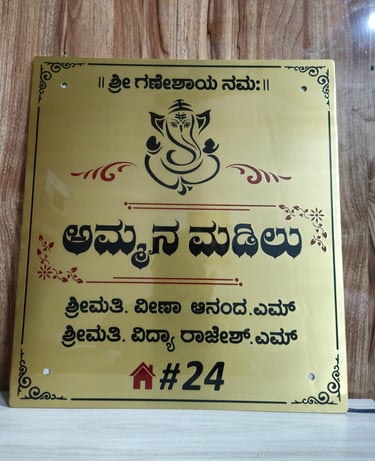 ॥ ಶ್ರೀ ಗಣೇಶಾಯ ನಮಃ॥
ಅಮ್ಮನ ಮಡಿಲು
ಶ್ರೀಮತಿ. ವೀಣಾ ಆನಂದ.ಎಮ್
ಶ್ರೀಮತಿ. ವಿದ್ಯಾ ರಾಜೇಶ್.ಎಮ್
#24